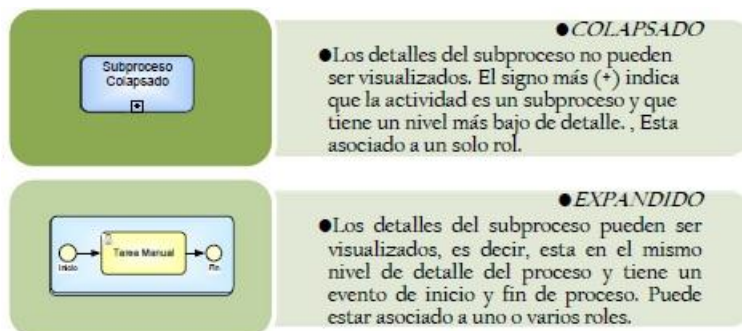 Subproceso
Colapsado
●COLAPSADO
●Los detalles del subproceso no pueden
ser visualizados. El signo más (+) indica
que la actividad es un subproceso y que
tiene un nivel más bajo de detalle. , Esta
asociado a un solo rol.
Inicio
Tarea Manual
Fin
●EXPANDIDO
●Los detalles del subproceso pueden ser
visualizados, es decir, esta en el mismo
nivel de detalle del proceso y tiene un
evento de inicio y fin de proceso. Puede
estar asociado a uno o varios roles.